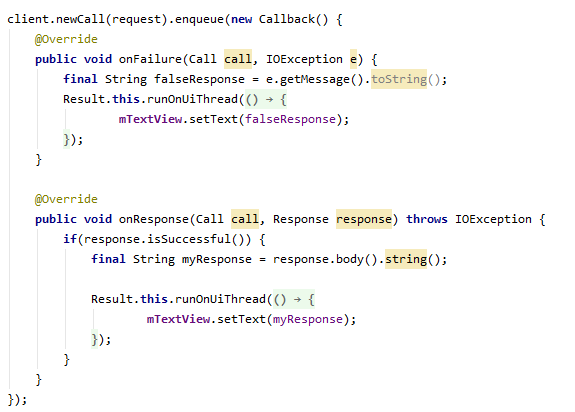 client.newCall(request).enqueue(new Callback() {
    @Override
    public void onFailure(Call call, IOException e) {
        final String falseResponse = e.getMessage().toString();
        Result.this.runOnUiThread(() → {
                mTextView.setText(falseResponse);
        });
    }

    @Override
    public void onResponse(Call call, Response response) throws IOException {
        if(response.isSuccessful()) {
            final String myResponse = response.body().string();

            Result.this.runOnUiThread(() → {
                    mTextView.setText(myResponse);
            });
        }
    }
});